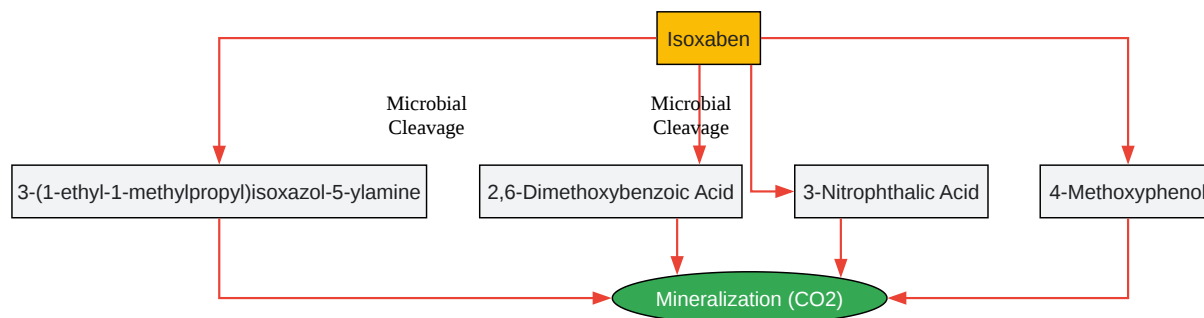 Isoxaben
Microbial
Cleavage
Microbial
Cleavage
3-(1-ethyl-1-methylpropyl)isoxazol-5-ylamine
2,6-Dimethoxybenzoic Acid
3-Nitrophthalic Acid
4-Methoxyphenol
Mineralization (CO2)